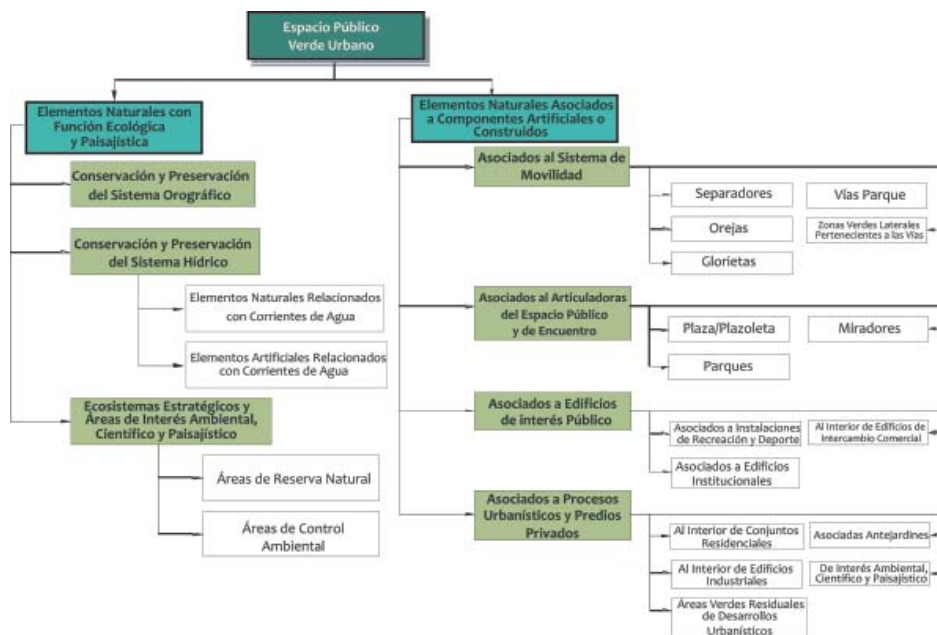 Espacio Público
Verde Urbano
Elementos Naturales con
Función Ecológica
y Paisajística
Conservación y Preservación
del Sistema Orográfico
Conservación y Preservación
del Sistema Hídrico
Elementos Naturales Relacionados
con Corrientes de Agua
Elementos Artificiales Relacionados
con Corrientes de Agua
Ecosistemas Estratégicos y
Áreas de Interés Ambiental,
Científico y Paisajístico
Áreas de Reserva Natural
Áreas de Control
Ambiental
Elementos Naturales Asociados
a Componentes Artificiales o
Construidos
Asociados al Sistema de
Movilidad
Separadores
Vías Parque
Orejas
Zonas Verdes Laterales
Pertenecientes a las Vías
Glorietas
Asociados al Articuladoras
del Espacio Público
y de Encuentro
Plaza/Plazoleta
Miradores
Parques
Asociados a Edificios
de interés Público
Asociados a Instalaciones
de Recreación y Deporte
Al Interior de Edificios de
Intercambio Comercial
Asociados a Edificios
Institucionales
Asociados a Procesos
Urbanísticos y Predios
Privados
Al Interior de Conjuntos
Residenciales
Asociadas Antejardines
Al Interior de Edificios
Industriales
De Interés Ambiental,
Científico y Paisajístico
Áreas Verdes Residuales
de Desarrollos
Urbanísticos